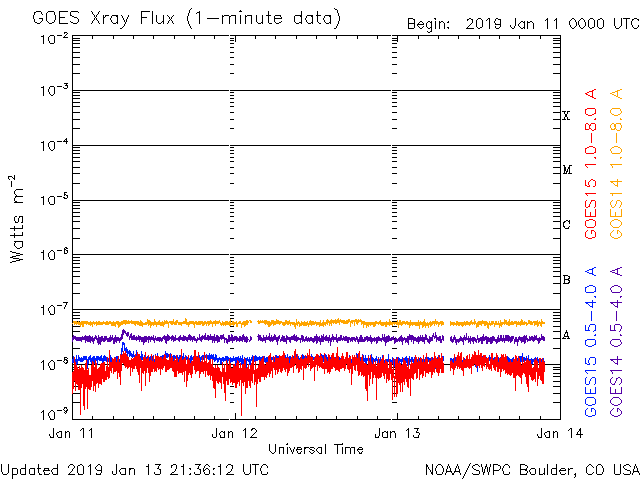 GOES Xray Flux (1-minute data)
Begin: 2019 Jan 11 0000 UTC
10⁻²
10⁻³
10⁻⁴
10⁻⁵
10⁻⁶
10⁻⁷
10⁻⁸
10⁻⁹
Watts m⁻²
X
M
C
B
A
GOES15 1.0-8.0 A
GOES14 1.0-8.0 A
GOES15 0.5-4.0 A
GOES14 0.5-4.0 A
Jan 11 Jan 12 Jan 13 Jan 14
Universal Time
Updated 2019 Jan 13 21:36:12 UTC
NOAA/SWPC Boulder, CO USA